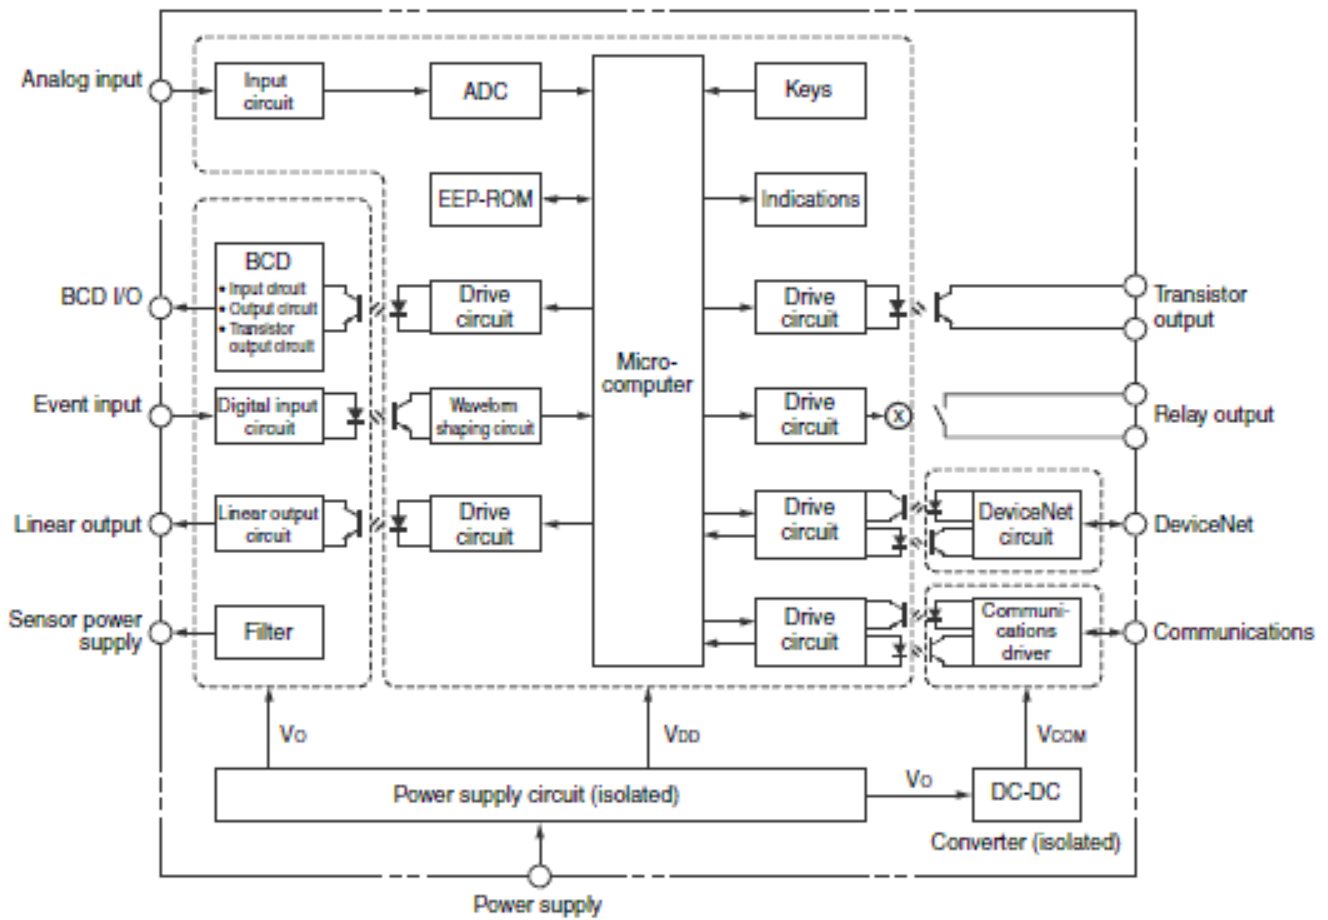 Analog input
Input
circuit
ADC
Keys
EEP-ROM
Indications
BCD I/O
BCD
• Input circuit
• Output circuit
• Transistor
output circuit
Drive
circuit
Micro-
computer
Drive
circuit
Transistor
output
Event input
Digital input
circuit
Waveform
shaping circuit
Drive
circuit
X
Relay output
Linear output
Linear output
circuit
Drive
circuit
Drive
circuit
DeviceNet
circuit
DeviceNet
Sensor power
supply
Filter
Drive
circuit
Communi-
cations
driver
Communications
VO
VDD
VCOM
Power supply circuit (isolated)
VO
DC-DC
Converter (isolated)
Power supply